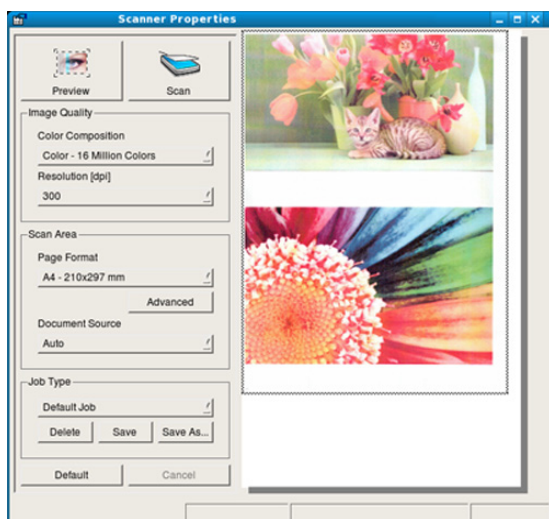 Scanner Properties
Preview
Scan
Image Quality
Color Composition
Color - 16 Million Colors
Resolution [dpi]
300
Scan Area
Page Format
A4 - 210x297 mm
Advanced
Document Source
Auto
Job Type
Default Job
Delete
Save
Save As...
Default
Cancel